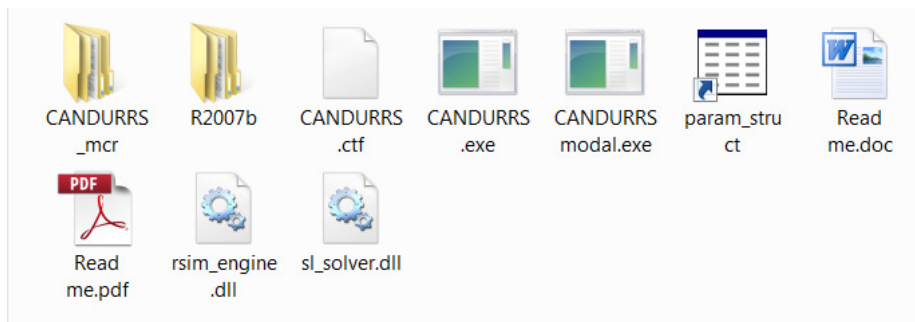 CANDURRS
_mcr
R2007b
CANDURRS
.ctf
CANDURRS
.exe
CANDURRS
modal.exe
param_stru
ct
Read
me.doc
PDF
Read
me.pdf
rsim_engine
.dll
sl_solver.dll